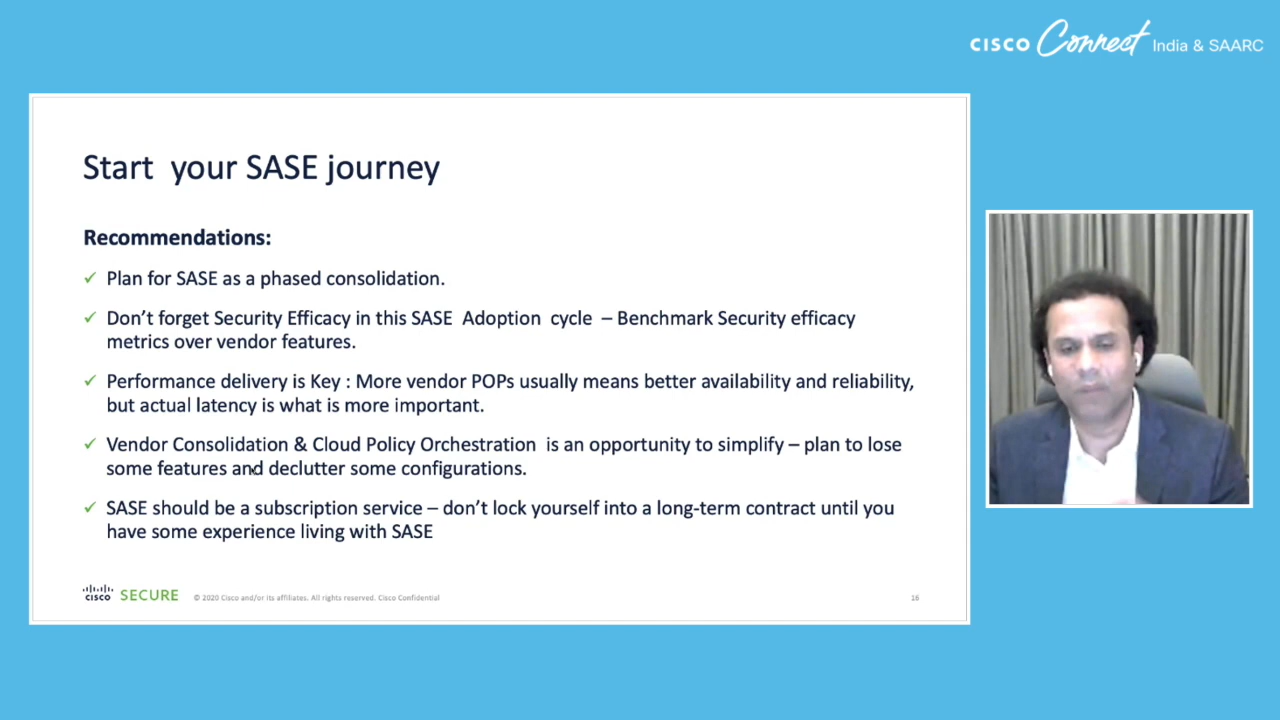 CISCO Connect India & SAARC
Start your SASE journey
Recommendations:
✓ Plan for SASE as a phased consolidation.
✓ Don’t forget Security Efficacy in this SASE Adoption cycle – Benchmark Security efficacy
metrics over vendor features.
✓ Performance delivery is Key : More vendor POPs usually means better availability and reliability,
but actual latency is what is more important.
✓ Vendor Consolidation & Cloud Policy Orchestration is an opportunity to simplify – plan to lose
some features and declutter some configurations.
✓ SASE should be a subscription service – don’t lock yourself into a long-term contract until you
have some experience living with SASE
CISCO SECURE © 2020 Cisco and/or its affiliates. All rights reserved. Cisco Confidential 16